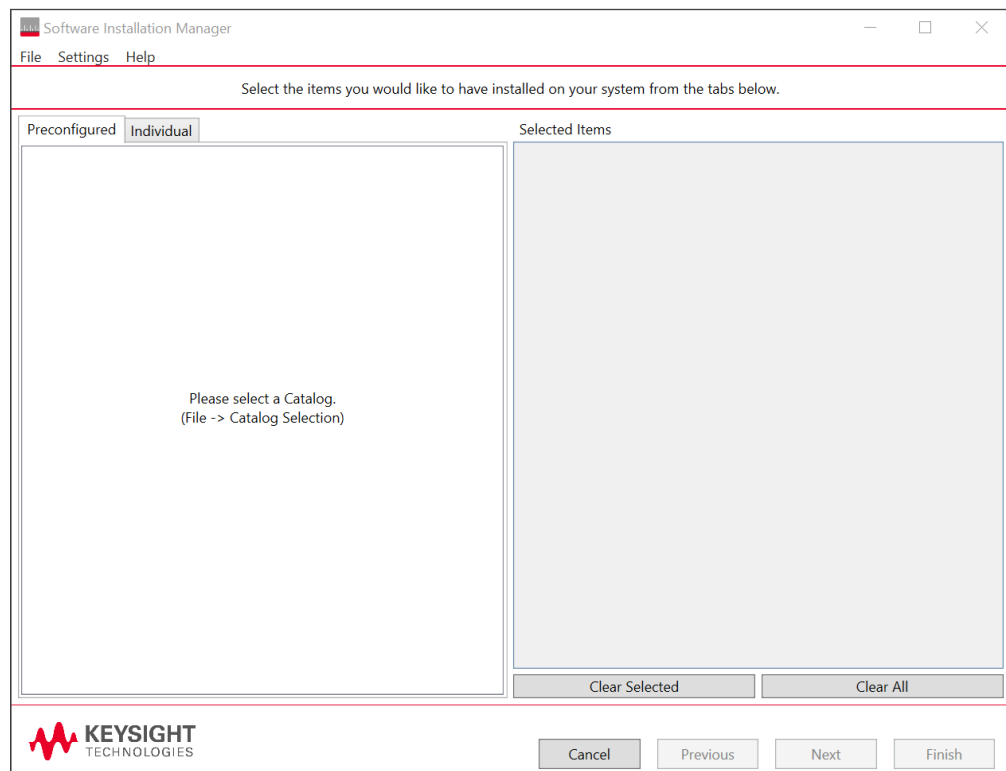 Software Installation Manager
File Settings Help
Select the items you would like to have installed on your system from the tabs below.
Preconfigured Individual
Selected Items
Please select a Catalog.
(File -> Catalog Selection)
Clear Selected Clear All
KEYSIGHT
TECHNOLOGIES
Cancel Previous Next Finish